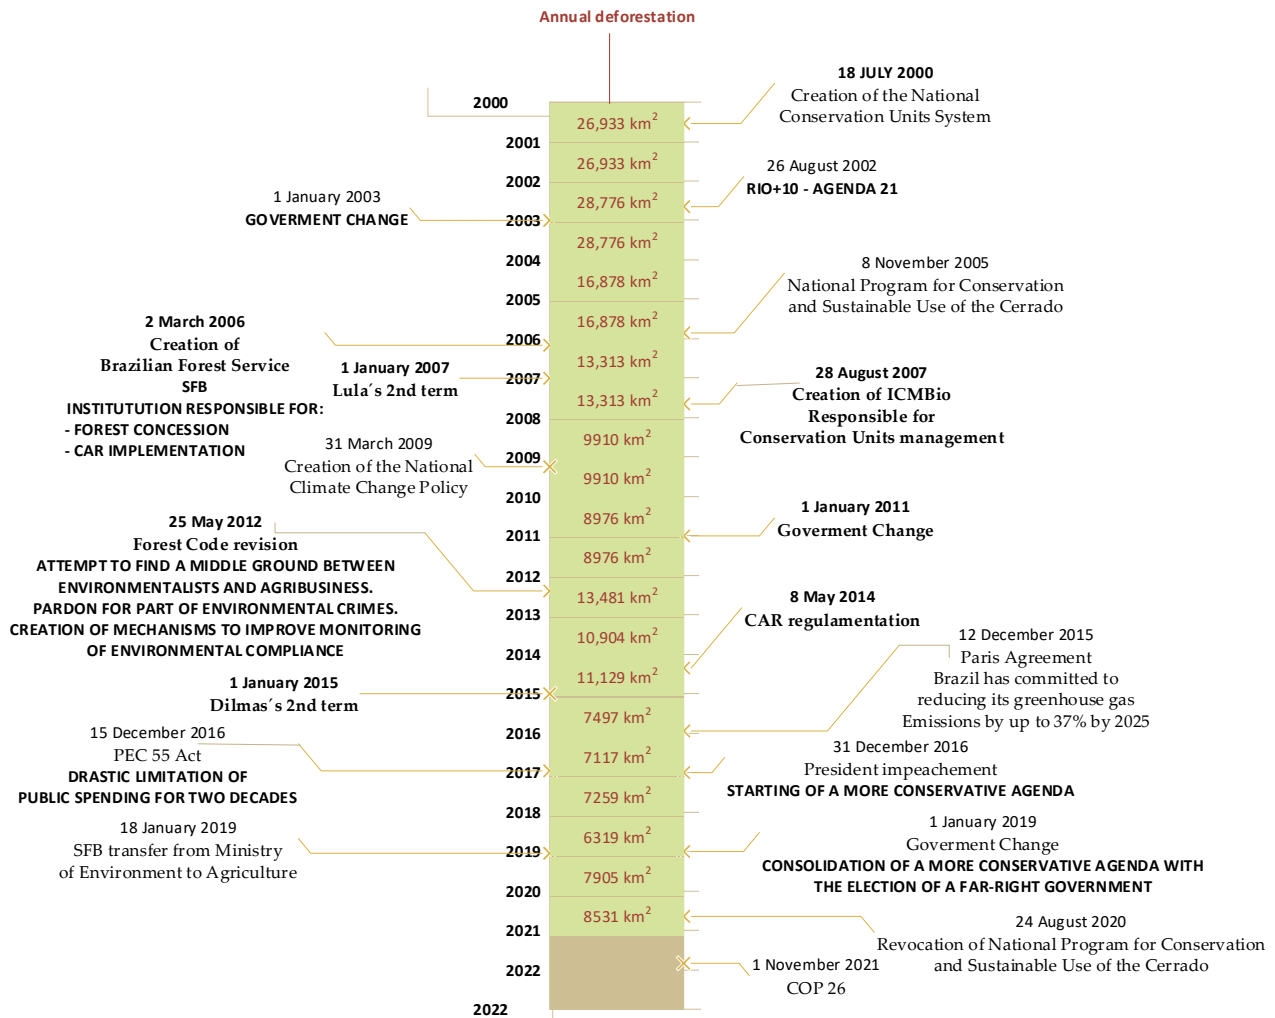 Annual deforestation
2000
26,933 km2
18 JULY 2000
Creation of the National
Conservation Units System
2001
26,933 km2
2002
26 August 2002
RIO+10 - AGENDA 21
28,776 km2
1 January 2003
GOVERMENT CHANGE
2003
28,776 km2
2004
16,878 km2
8 November 2005
National Program for Conservation
and Sustainable Use of the Cerrado
2005
16,878 km2
2 March 2006
Creation of
Brazilian Forest Service
SFB
INSTITUTUTION RESPONSIBLE FOR:
- FOREST CONCESSION
- CAR IMPLEMENTATION
2006
13,313 km2
1 January 2007
Lula´s 2nd term
2007
13,313 km2
28 August 2007
Creation of ICMBio
Responsible for
Conservation Units management
2008
9910 km2
31 March 2009
Creation of the National
Climate Change Policy
2009
9910 km2
2010
8976 km2
1 January 2011
Goverment Change
2011
8976 km2
25 May 2012
Forest Code revision
ATTEMPT TO FIND A MIDDLE GROUND BETWEEN
ENVIRONMENTALISTS AND AGRIBUSINESS.
PARDON FOR PART OF ENVIRONMENTAL CRIMES.
CREATION OF MECHANISMS TO IMPROVE MONITORING
OF ENVIRONMENTAL COMPLIANCE
2012
13,481 km2
2013
10,904 km2
8 May 2014
CAR regulamentation
2014
11,129 km2
12 December 2015
Paris Agreement
Brazil has committed to
reducing its greenhouse gas
Emissions by up to 37% by 2025
1 January 2015
Dilmas´s 2nd term
2015
7497 km2
2016
7117 km2
15 December 2016
PEC 55 Act
DRASTIC LIMITATION OF
PUBLIC SPENDING FOR TWO DECADES
31 December 2016
President impeachement
STARTING OF A MORE CONSERVATIVE AGENDA
2017
7259 km2
2018
6319 km2
18 January 2019
SFB transfer from Ministry
of Environment to Agriculture
1 January 2019
Goverment Change
CONSOLIDATION OF A MORE CONSERVATIVE AGENDA WITH
THE ELECTION OF A FAR-RIGHT GOVERNMENT
2019
7905 km2
2020
8531 km2
24 August 2020
Revocation of National Program for Conservation
and Sustainable Use of the Cerrado
2021
1 November 2021
COP 26
2022
2022